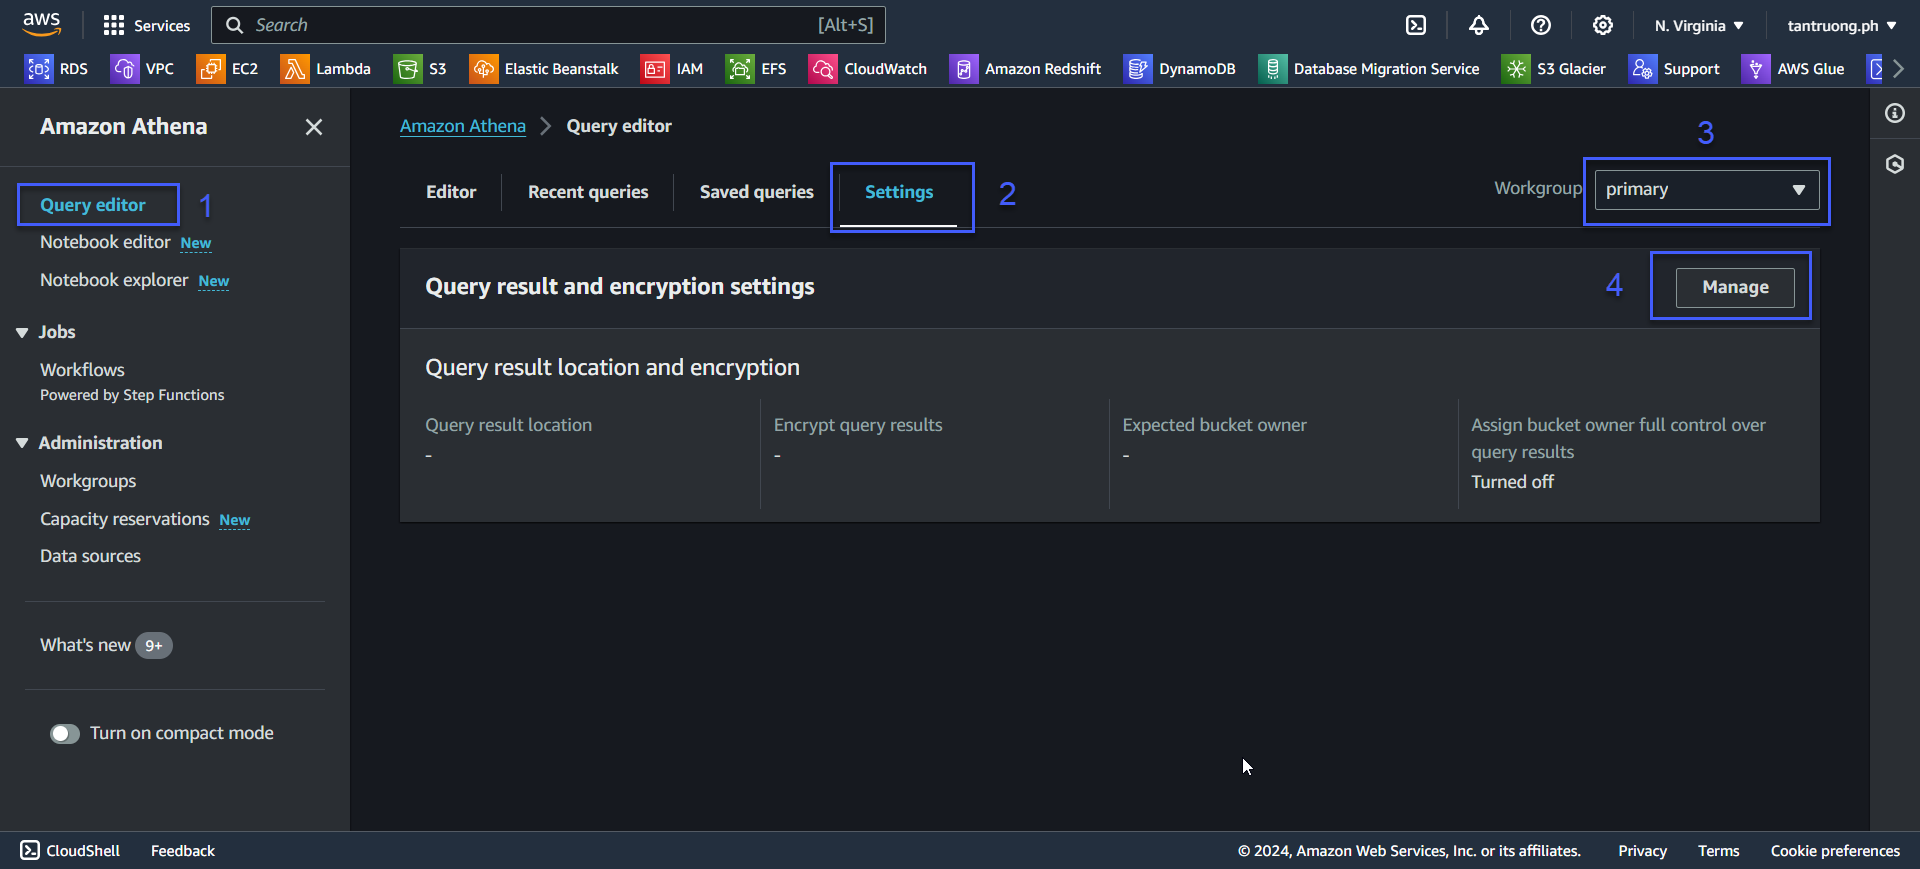 aws
Services
Search
[Alt+S]
N. Virginia
tantruong.ph
RDS
VPC
EC2
Lambda
S3
Elastic Beanstalk
IAM
EFS
CloudWatch
Amazon Redshift
DynamoDB
Database Migration Service
S3 Glacier
Support
AWS Glue
Amazon Athena
Query editor
1
Notebook editor New
Notebook explorer New
Jobs
Workflows
Powered by Step Functions
Administration
Workgroups
Capacity reservations New
Data sources
What's new 9+
Turn on compact mode
Amazon Athena
Query editor
Editor
Recent queries
Saved queries
Settings
2
Workgroup
primary
3
Query result and encryption settings
4
Manage
Query result location and encryption
Query result location
-
Encrypt query results
-
Expected bucket owner
-
Assign bucket owner full control over
query results
Turned off
CloudShell
Feedback
© 2024, Amazon Web Services, Inc. or its affiliates.
Privacy
Terms
Cookie preferences